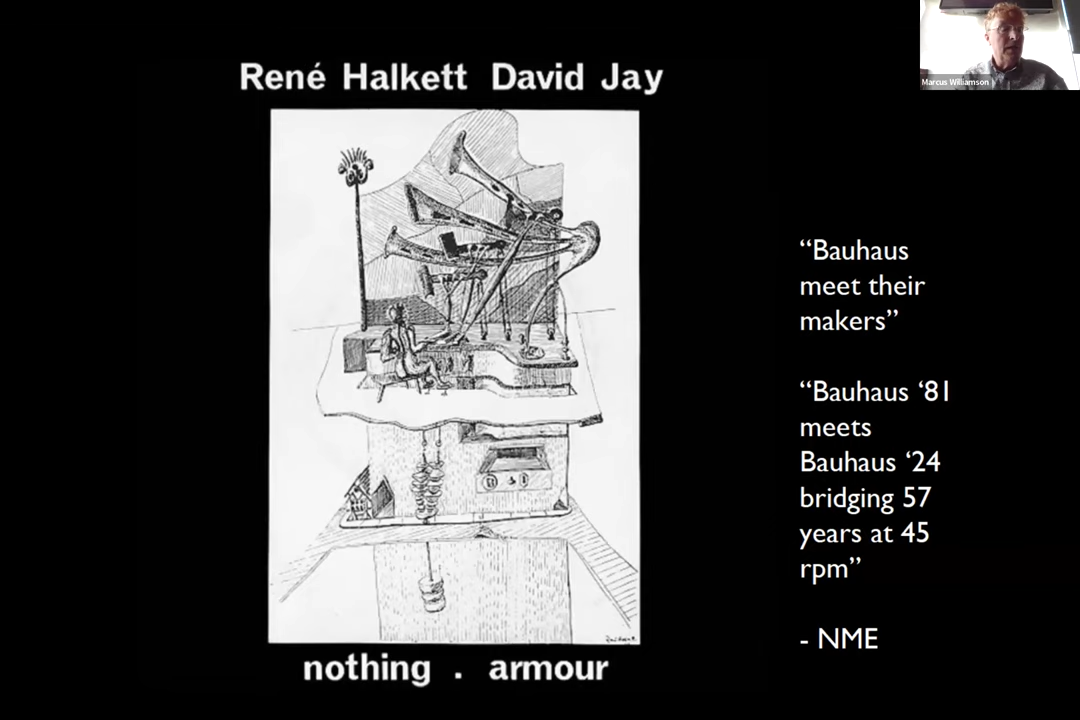 René Halkett David Jay
Marcus Williamson
“Bauhaus
meet their
makers”
“Bauhaus ‘81
meets
Bauhaus ‘24
bridging 57
years at 45
rpm”
- NME
nothing . armour